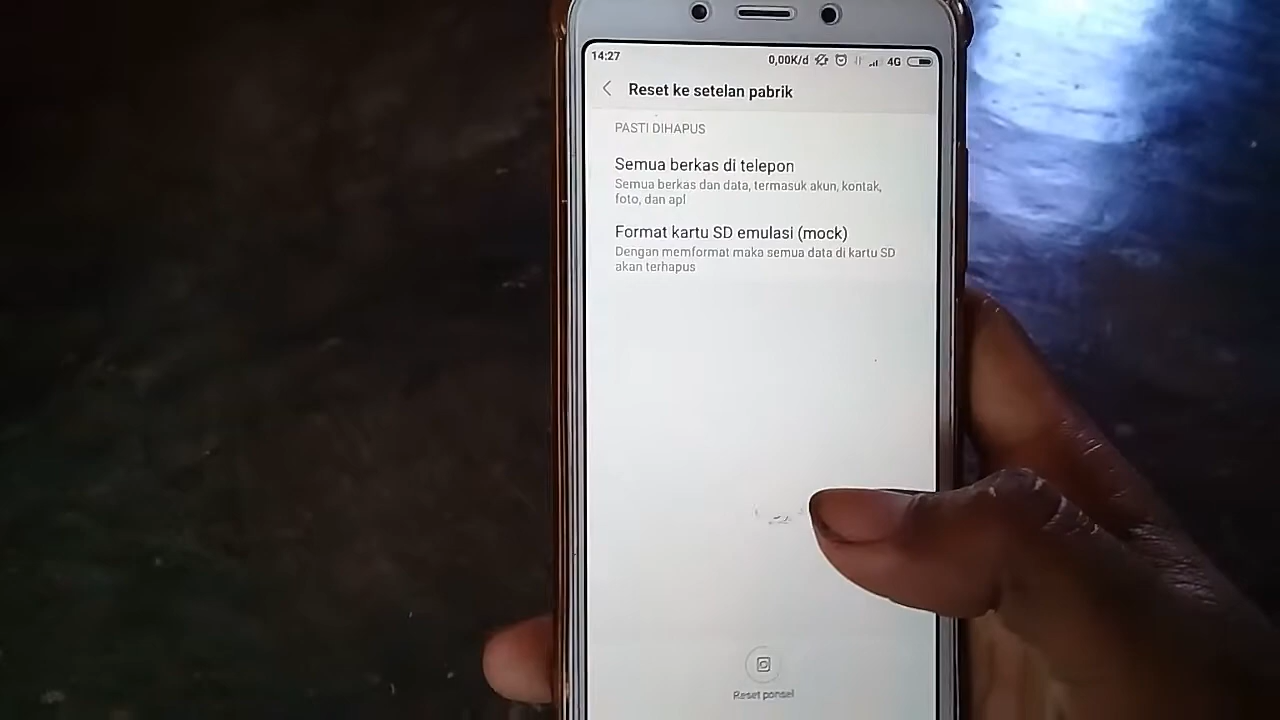 14:27
0,00K/d
4G
Reset ke setelan pabrik
PASTI DIHAPUS
Semua berkas di telepon
Semua berkas dan data, termasuk akun, kontak,
foto, dan apl
Format kartu SD emulasi (mock)
Dengan memformat maka semua data di kartu SD
akan terhapus
Reset ponsel